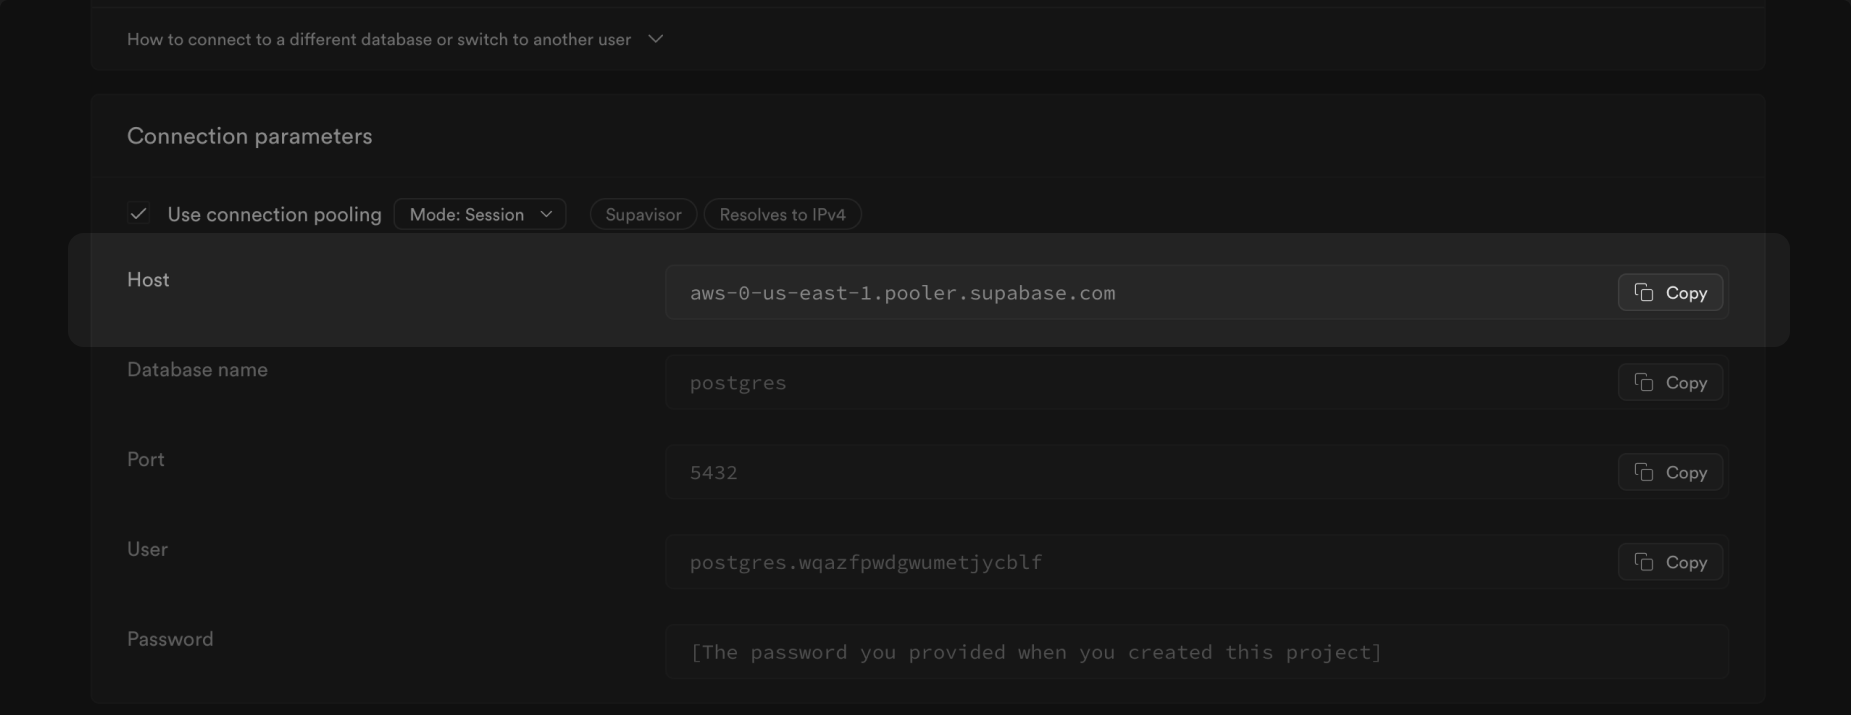 How to connect to a different database or switch to another user
Connection parameters
Use connection pooling Mode: Session Supavisor Resolves to IPv4
Host aws-0-us-east-1.pooler.supabase.com Copy
Database name postgres Copy
Port 5432 Copy
User postgres.wqazfpwdgwumetjycblf Copy
Password [The password you provided when you created this project]